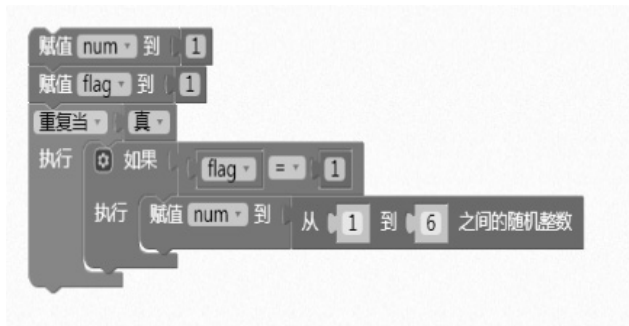 赋值 num 到 1
赋值 flag 到 1
重复当 真
执行 如果 flag = 1
执行 赋值 num 到 从 1 到 6 之间的随机整数